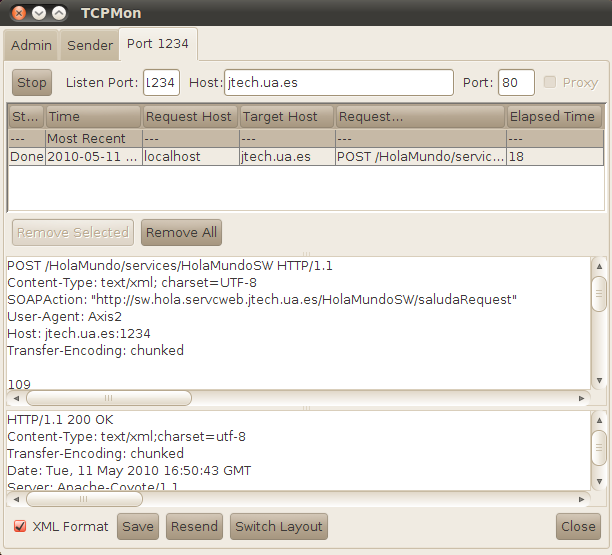 TCPMon
Admin Sender Port 1234
Stop Listen Port: 1234 Host: jtech.ua.es Port: 80 Proxy
St... Time Request Host Target Host Request... Elapsed Time
--- Most Recent --- --- --- ---
Done 2010-05-11 ... localhost jtech.ua.es POST /HolaMundo/servic... 18
Remove Selected Remove All
POST /HolaMundo/services/HolaMundoSW HTTP/1.1
Content-Type: text/xml; charset=UTF-8
SOAPAction: "http://sw.hola.servcweb.jtech.ua.es/HolaMundoSW/saludaRequest"
User-Agent: Axis2
Host: jtech.ua.es:1234
Transfer-Encoding: chunked
109
HTTP/1.1 200 OK
Content-Type: text/xml;charset=utf-8
Transfer-Encoding: chunked
Date: Tue, 11 May 2010 16:50:43 GMT
Server: Apache-Coyote/1.1
XML Format Save Resend Switch Layout Close